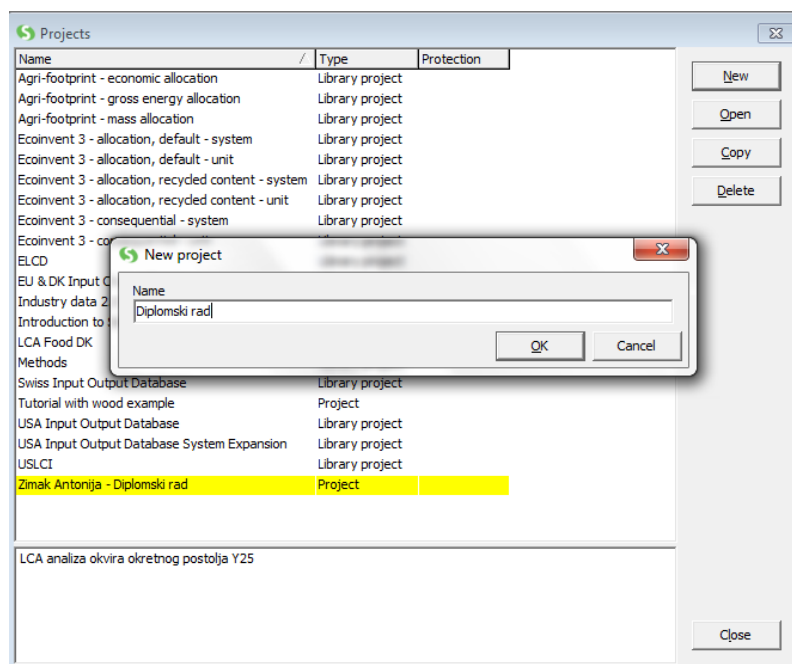 Projects
Name / Type Protection
New
Agri-footprint - economic allocation Library project
Agri-footprint - gross energy allocation Library project
Open
Agri-footprint - mass allocation Library project
Ecoinvent 3 - allocation, default - system Library project
Copy
Ecoinvent 3 - allocation, default - unit Library project
Ecoinvent 3 - allocation, recycled content - system Library project
Delete
Ecoinvent 3 - allocation, recycled content - unit Library project
Ecoinvent 3 - consequential - system Library project
Ecoinvent 3 -
ELCD
EU & DK Input
Industry data
Introduction to
LCA Food DK
Methods
New project
Name
Diplomski rad
OK Cancel
Swiss Input Output Database Library project
Tutorial with wood example Project
USA Input Output Database Library project
USA Input Output Database System Expansion Library project
USLCI Library project
Zimak Antonija - Diplomski rad Project
LCA analiza okvira okretnog postolja Y25
Close